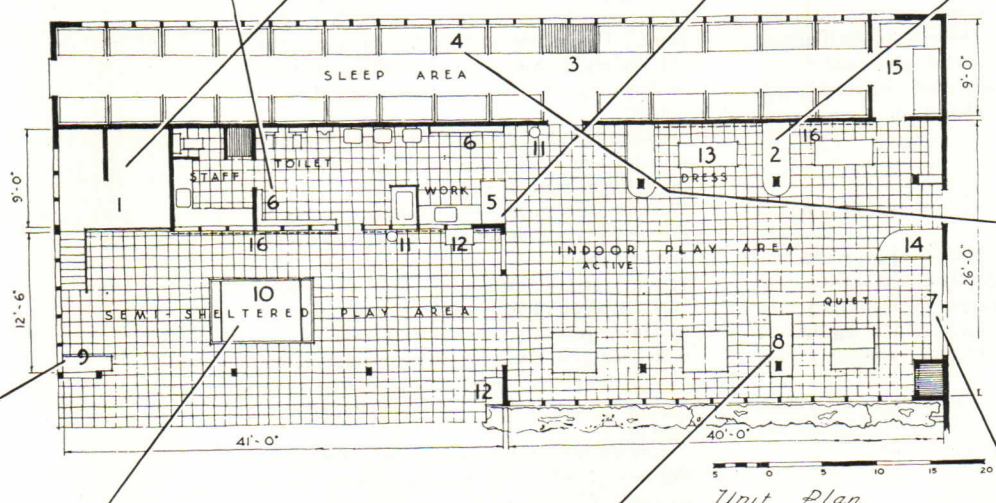 4
3
SLEEP AREA
15
9'-0"
9'-0"
1
STAFF
TOILET
6
6
WORK
5
11
13
DRESS
2
16
16
11
12
INDOOR PLAY AREA
ACTIVE
14
26'-0"
12'-6"
10
SEMI-SHELTERED PLAY AREA
QUIET
7
9
8
12
41'-0"
40'-0"
5 0 5 10 15 20
Unit Plan